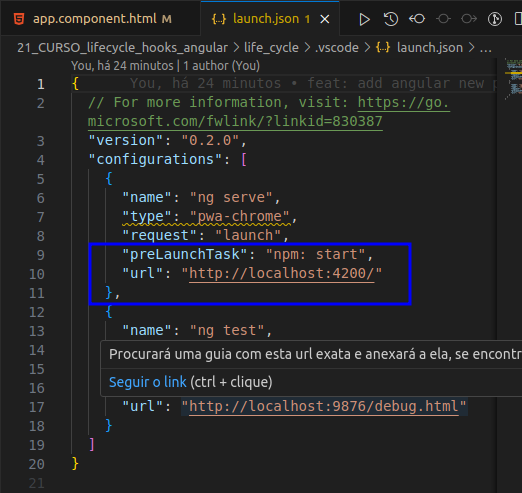 app.component.html M launch.json 1
21_CURSO_lifecycle_hooks_angular > life_cycle > .vscode > launch.json > ...
You, há 24 minutos | 1 author (You)
1 { You, há 24 minutos • feat: add angular new p
2 // For more information, visit: https://go.
microsoft.com/fwlink/?linkid=830387
3 "version": "0.2.0",
4 "configurations": [
5 {
6 "name": "ng serve",
7 "type": "pwa-chrome",
8 "request": "launch",
9 "preLaunchTask": "npm: start",
10 "url": "http://localhost:4200/"
11 },
12 {
13 "name": "ng test",
14 Procurará uma guia com esta url exata e anexará a ela, se encontr
15
16 Seguir o link (ctrl + clique)
17 "url": "http://localhost:9876/debug.html"
18 }
19 ]
20 }
21